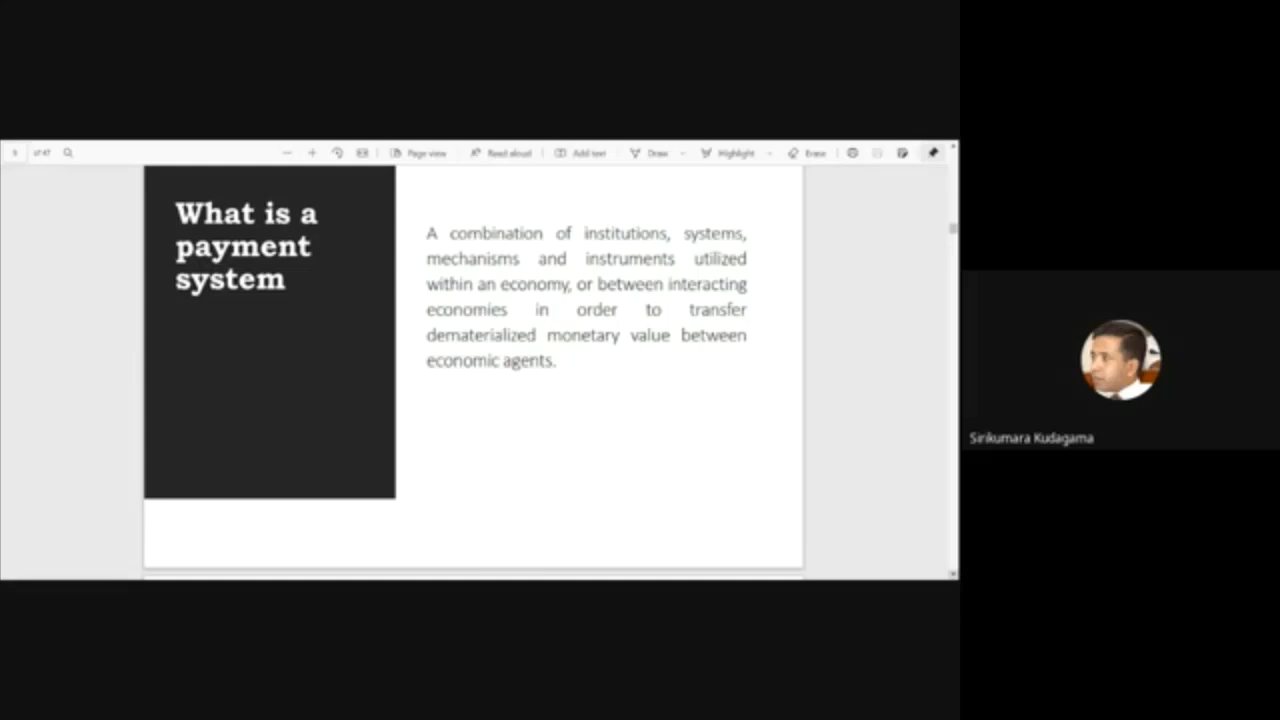 of 47
Page view
Read aloud
Add text
Draw
Highlight
Erase
What is a
payment
system
A combination of institutions, systems,
mechanisms and instruments utilized
within an economy, or between interacting
economies in order to transfer
dematerialized monetary value between
economic agents.
Sirikumara Kudagama